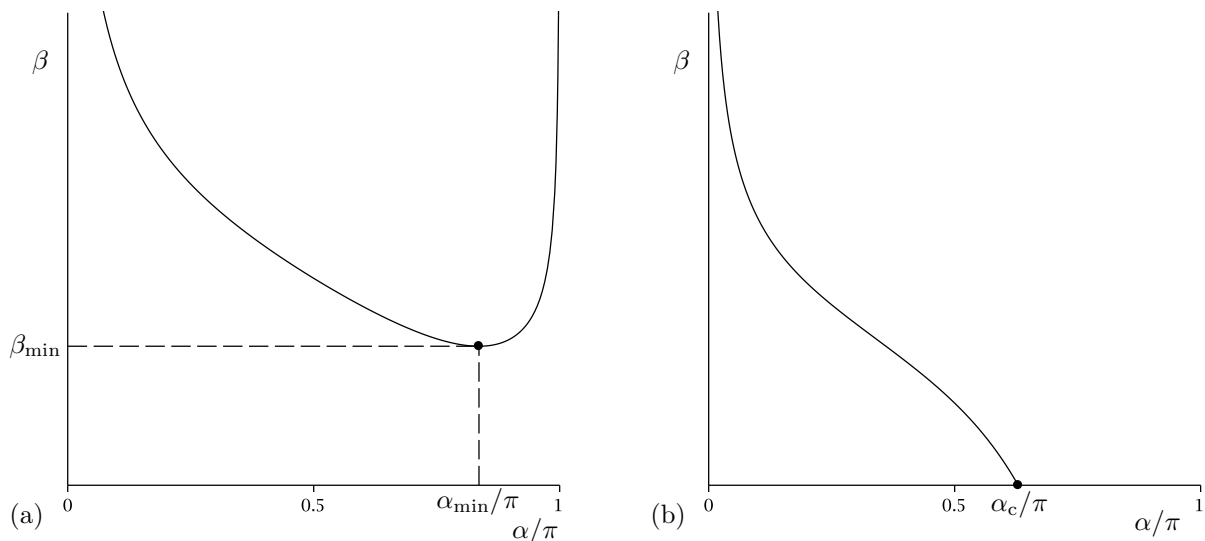 β
β_min
0 0.5 α_min/π 1
α/π
(a)
β
0 0.5 α_c/π 1
α/π
(b)